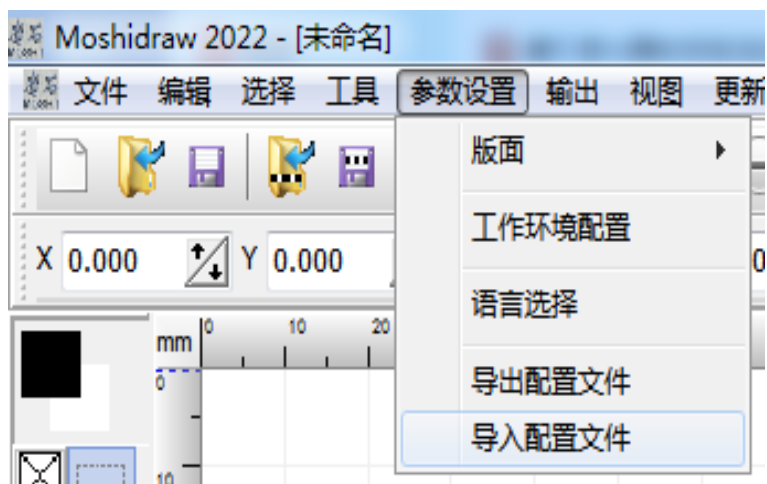 Moshidraw 2022 - [未命名]
文件 编辑 选择 工具 参数设置 输出 视图 更新
版面
工作环境配置
X 0.000 Y 0.000
语言选择
mm 0 10 20
导出配置文件
0
导入配置文件
10